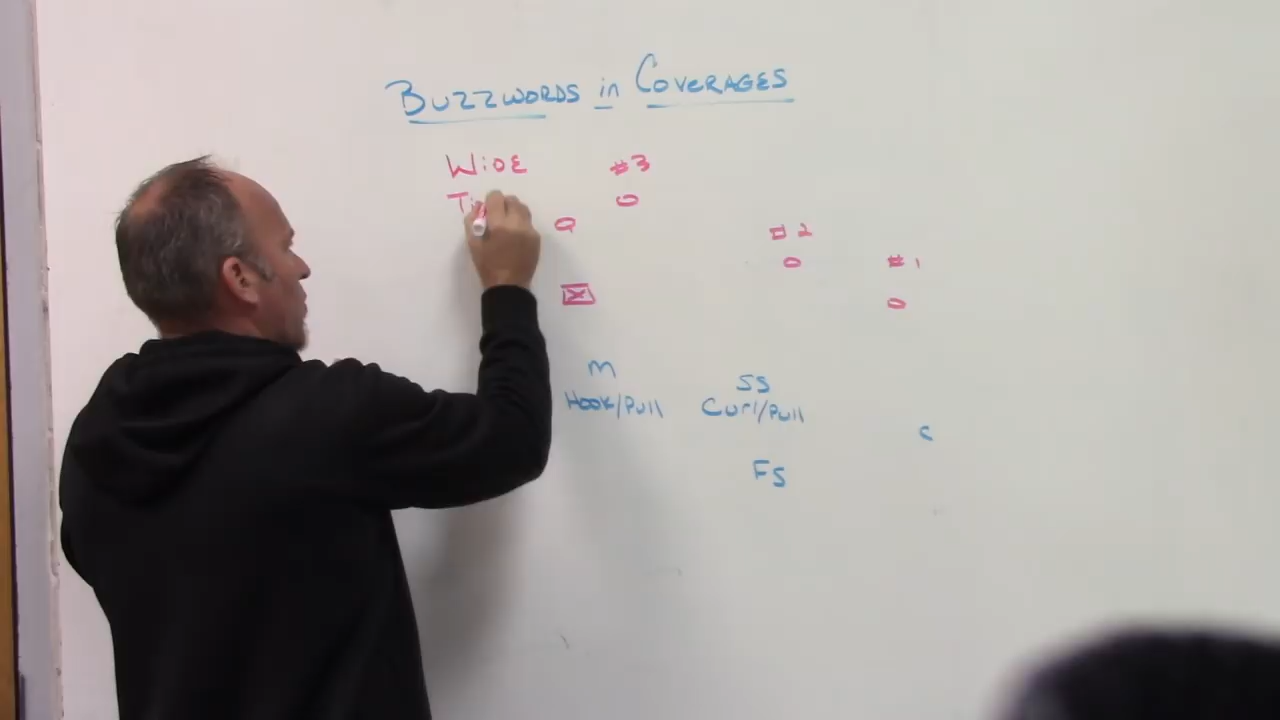 BUZZWORDS in COVERAGES
WIDE #3
O
Q
#2
O #1
O
M
Hook/Pull
SS
Curl/Pull
C
FS